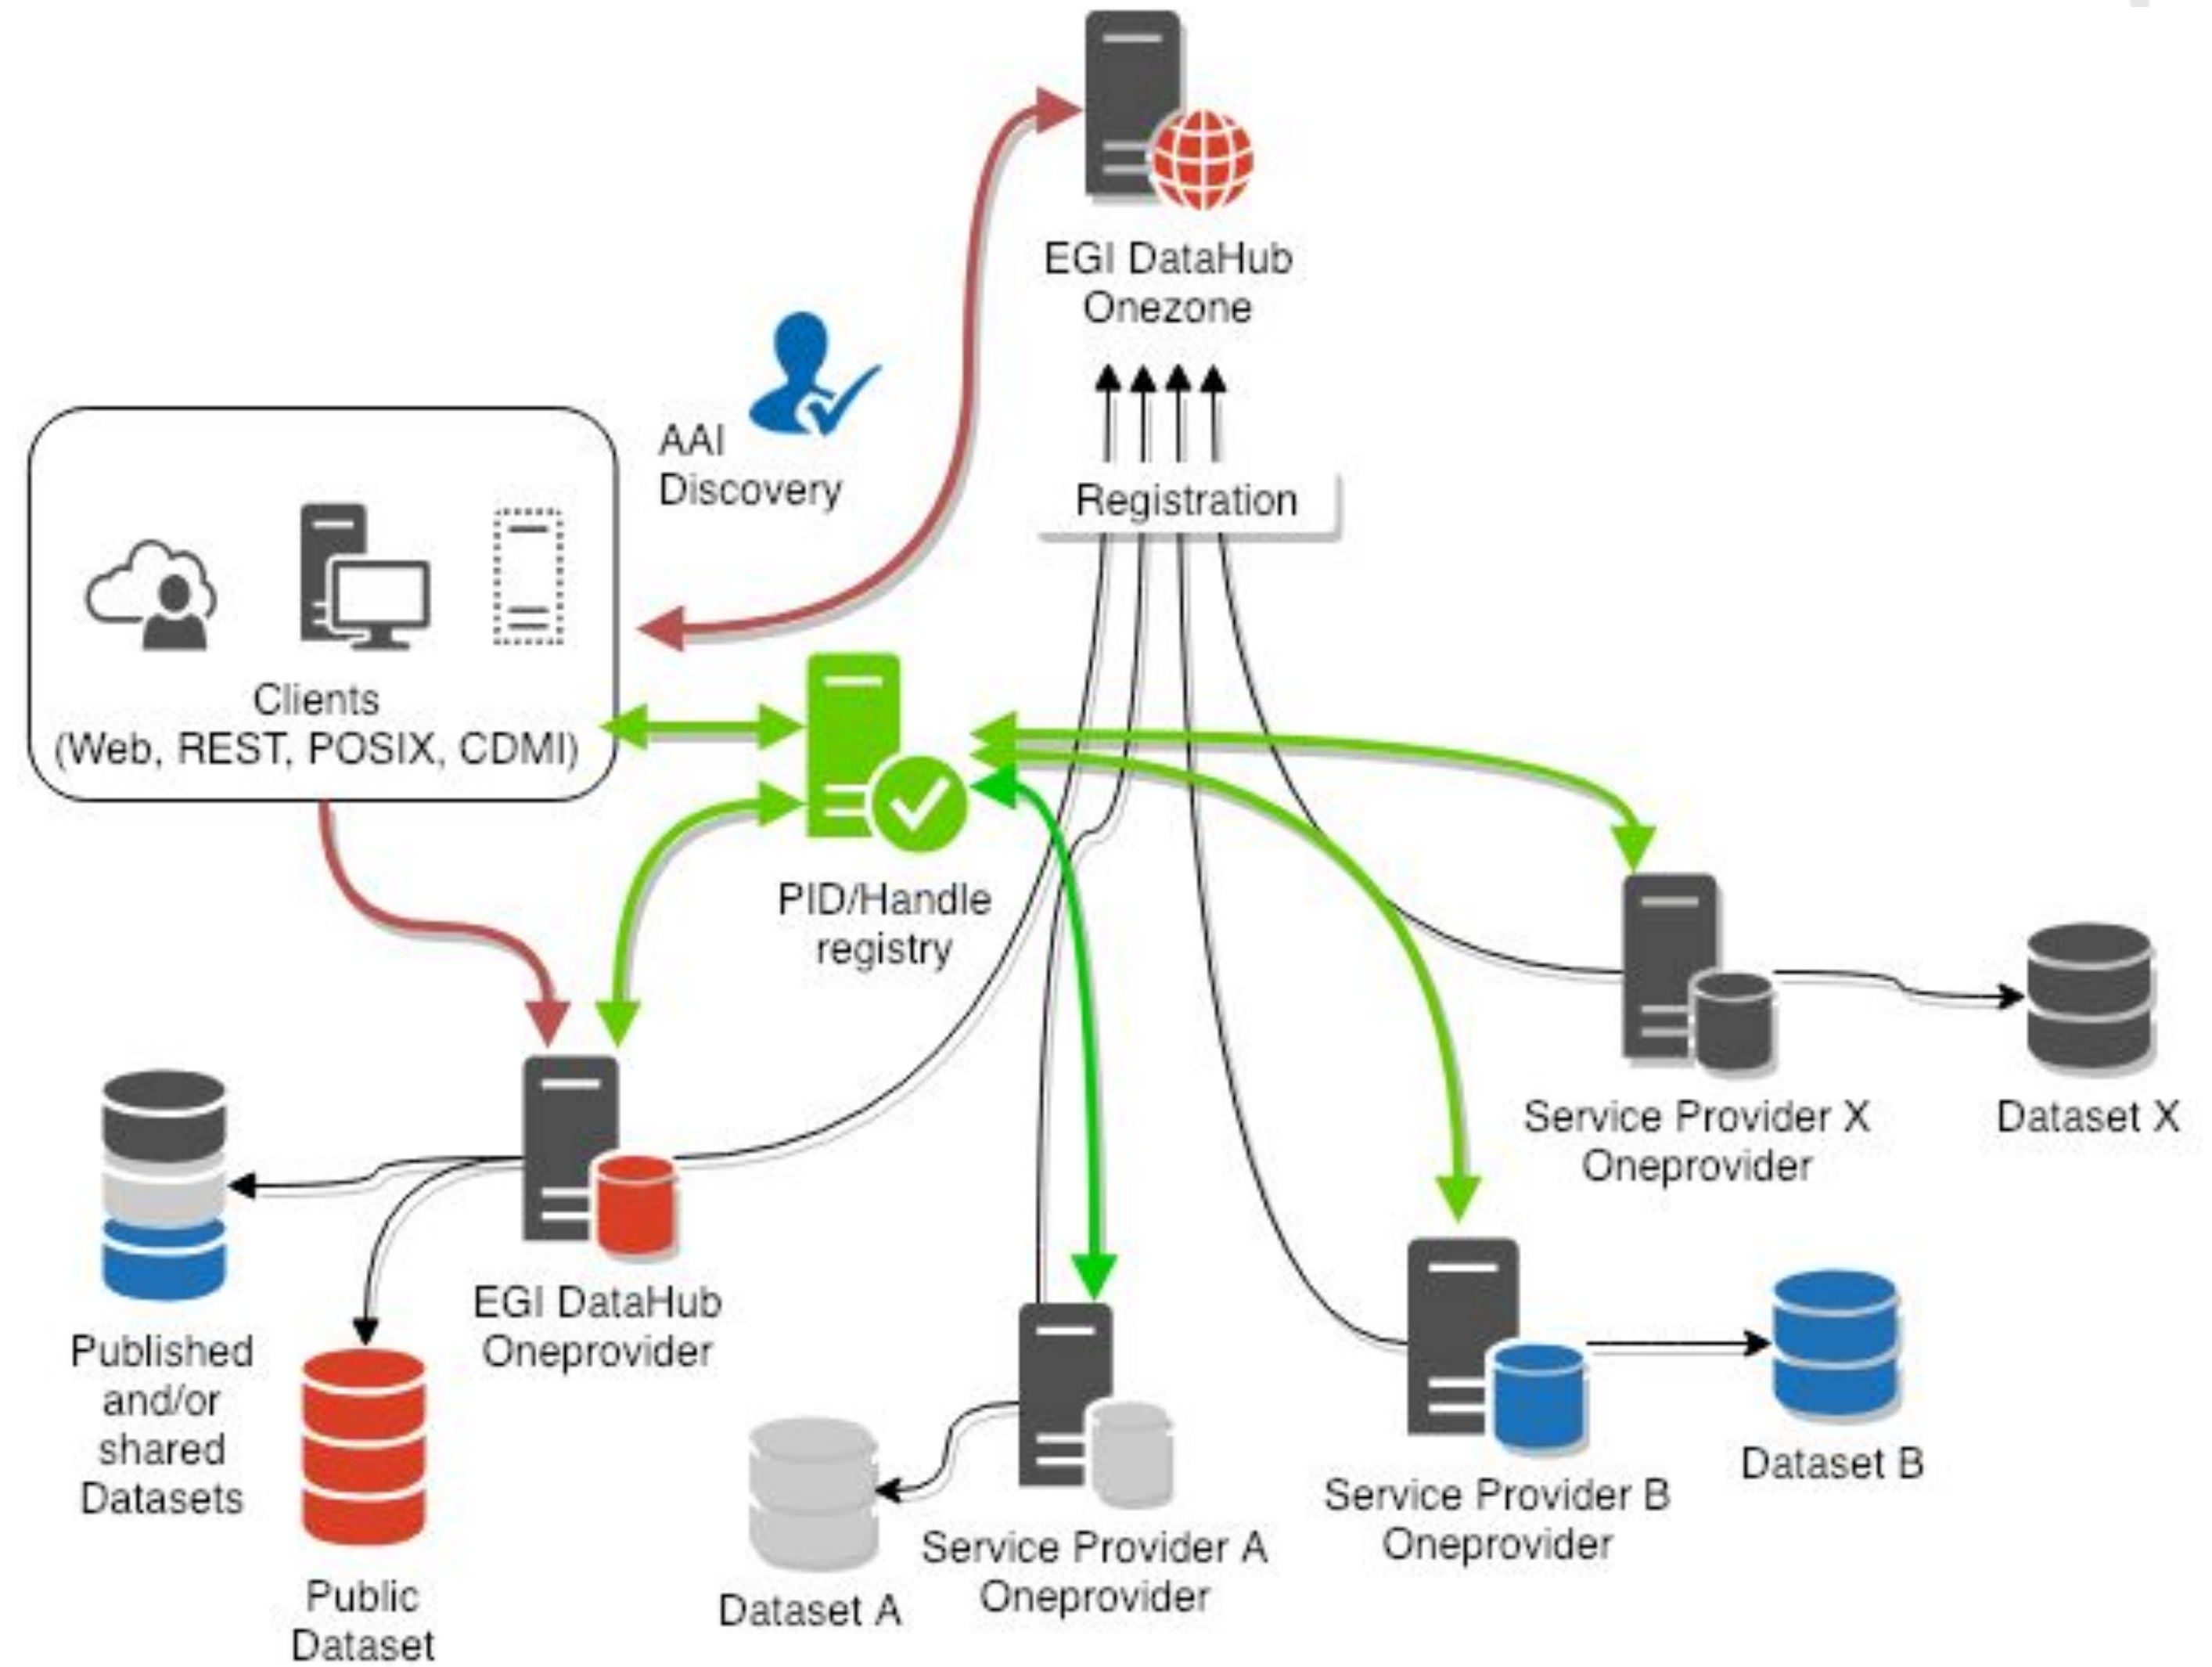 EGI DataHub
Onezone
AAI
Discovery
Registration
Clients
(Web, REST, POSIX, CDMI)
PID/Handle
registry
Service Provider X
Oneprovider
Dataset X
EGI DataHub
Oneprovider
Published
and/or
shared
Datasets
Public
Dataset
Dataset A
Service Provider A
Oneprovider
Service Provider B
Oneprovider
Dataset B